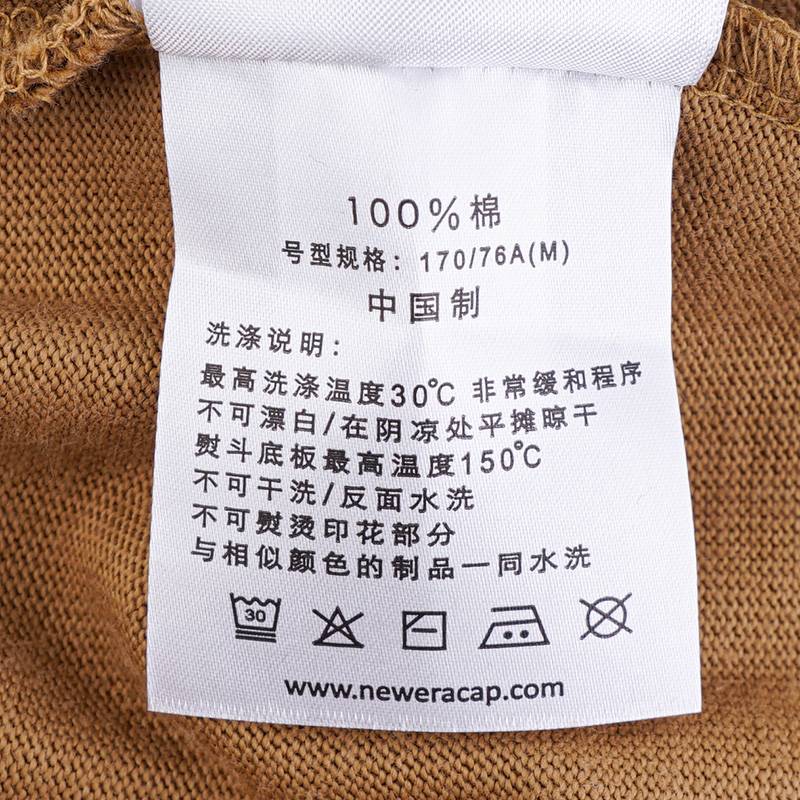 100%棉
号型规格：170/76A(M)
中国制
洗涤说明：
最高洗涤温度30℃ 非常缓和程序
不可漂白/在阴凉处平摊晾干
熨斗底板最高温度150℃
不可干洗/反面水洗
不可熨烫印花部分
与相似颜色的制品一同水洗
30
www.neweracap.com